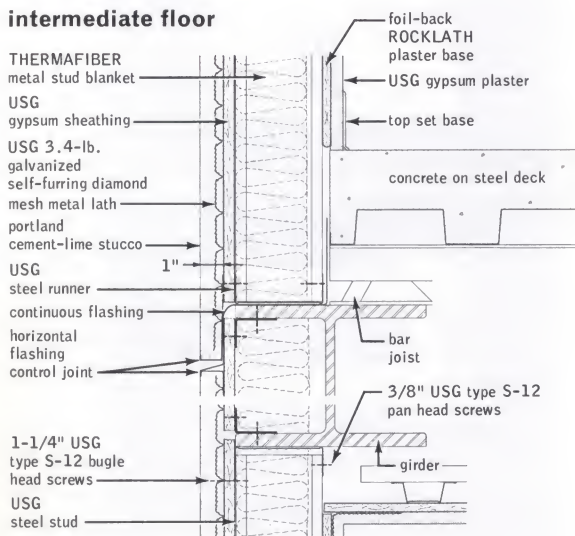 intermediate floor
THERMAFIBER
metal stud blanket
USG
gypsum sheathing
USG 3.4-lb.
galvanized
self-furring diamond
mesh metal lath
portland
cement-lime stucco
1"
USG
steel runner
continuous flashing
horizontal
flashing
control joint
1-1/4" USG
type S-12 bugle
head screws
USG
steel stud
foil-back
ROCKLATH
plaster base
USG gypsum plaster
top set base
concrete on steel deck
bar
joist
3/8" USG type S-12
pan head screws
girder